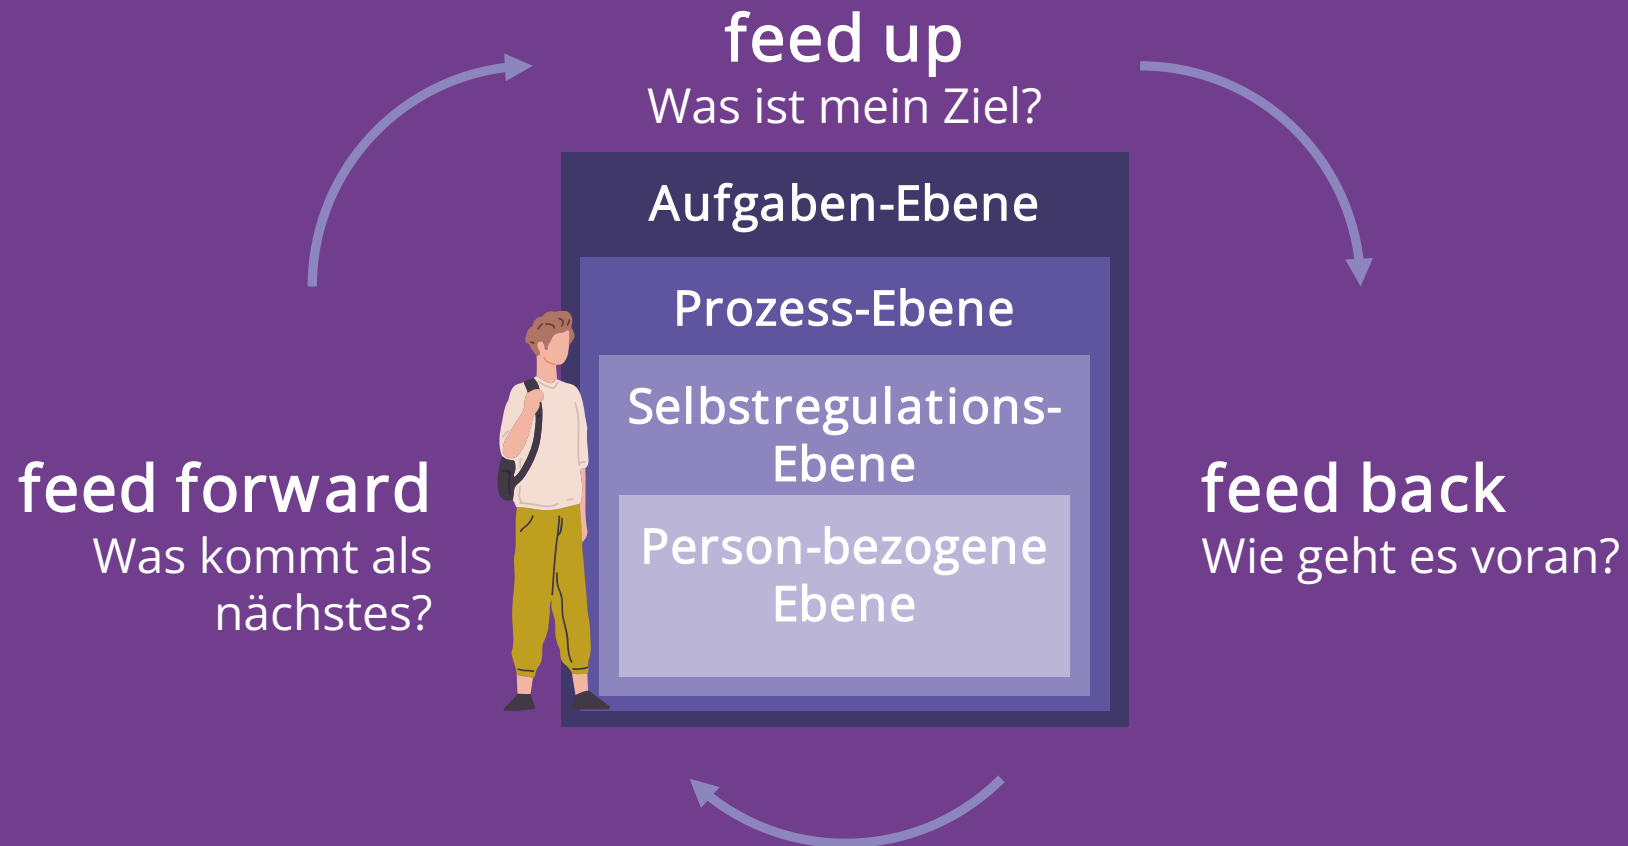 feed up
Was ist mein Ziel?
Aufgaben-Ebene
Prozess-Ebene
Selbstregulations-
Ebene
Person-bezogene
Ebene
feed forward
Was kommt als
nächstes?
feed back
Wie geht es voran?